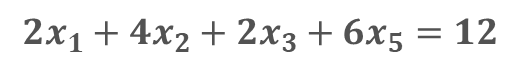 2x₁ + 4x₂ + 2x₃ + 6x₅ = 12